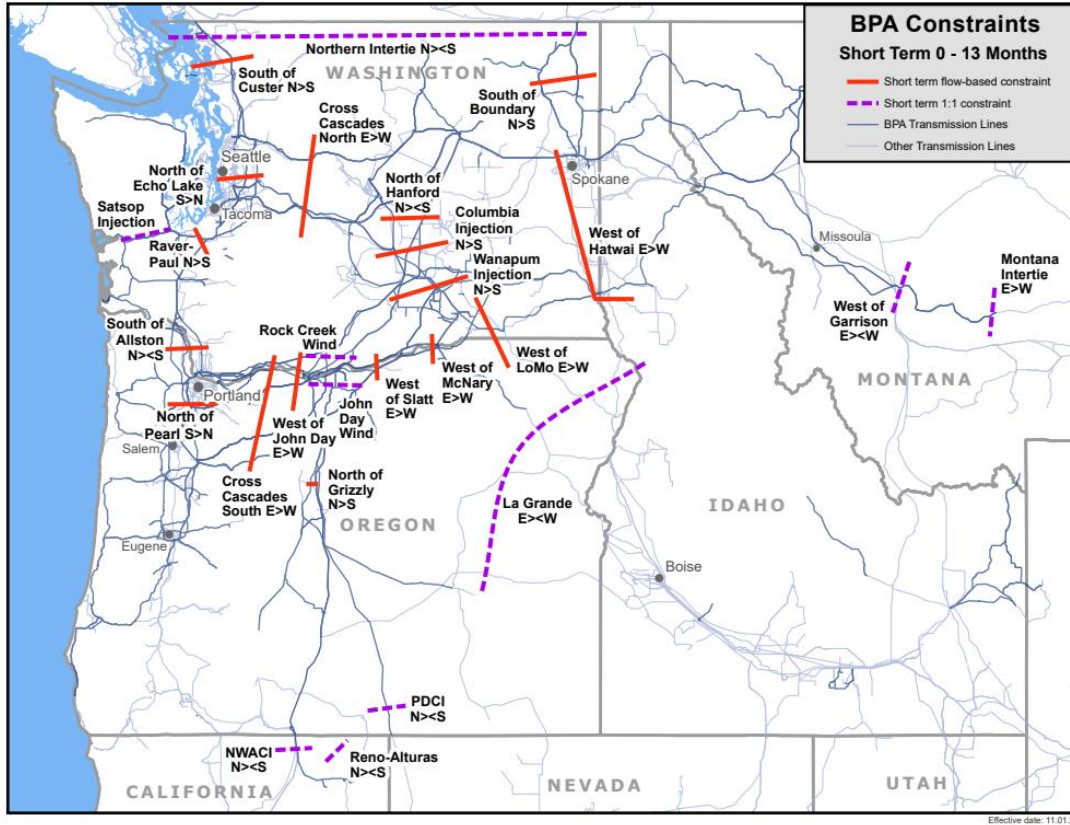 BPA Constraints
Short Term 0 - 13 Months
Short term flow-based constraint
Short term 1:1 constraint
BPA Transmission Lines
Other Transmission Lines
Northern Intertie N><S
WASHINGTON
South of
Custer N>S
South of
Boundary
N>S
Cross
Cascades
North E>W
Seattle
North of
Echo Lake
S>N
Spokane
North of
Hanford
N><S
Satsop
Injection
Tacoma
Columbia
Injection
N>S
Raver-
Paul N>S
West of
Hatwai E>W
Wanapum
Injection
N>S
Missoula
Montana
Intertie
E>W
West of
Garrison
E><W
South of
Allston
N><S
Rock Creek
Wind
West of
LoMo E>W
West of
McNary
E>W
West
of Slatt
E>W
MONTANA
Portland
North of
Pearl S>N
John
Day
Wind
West of
John Day
E>W
Salem
Cross
Cascades
South E>W
North of
Grizzly
N>S
La Grande
E><W
IDAHO
OREGON
Eugene
Boise
PDCI
N><S
NWACI
N><S
Reno-Alturas
N><S
CALIFORNIA
NEVADA
UTAH
Effective date: 11.01.